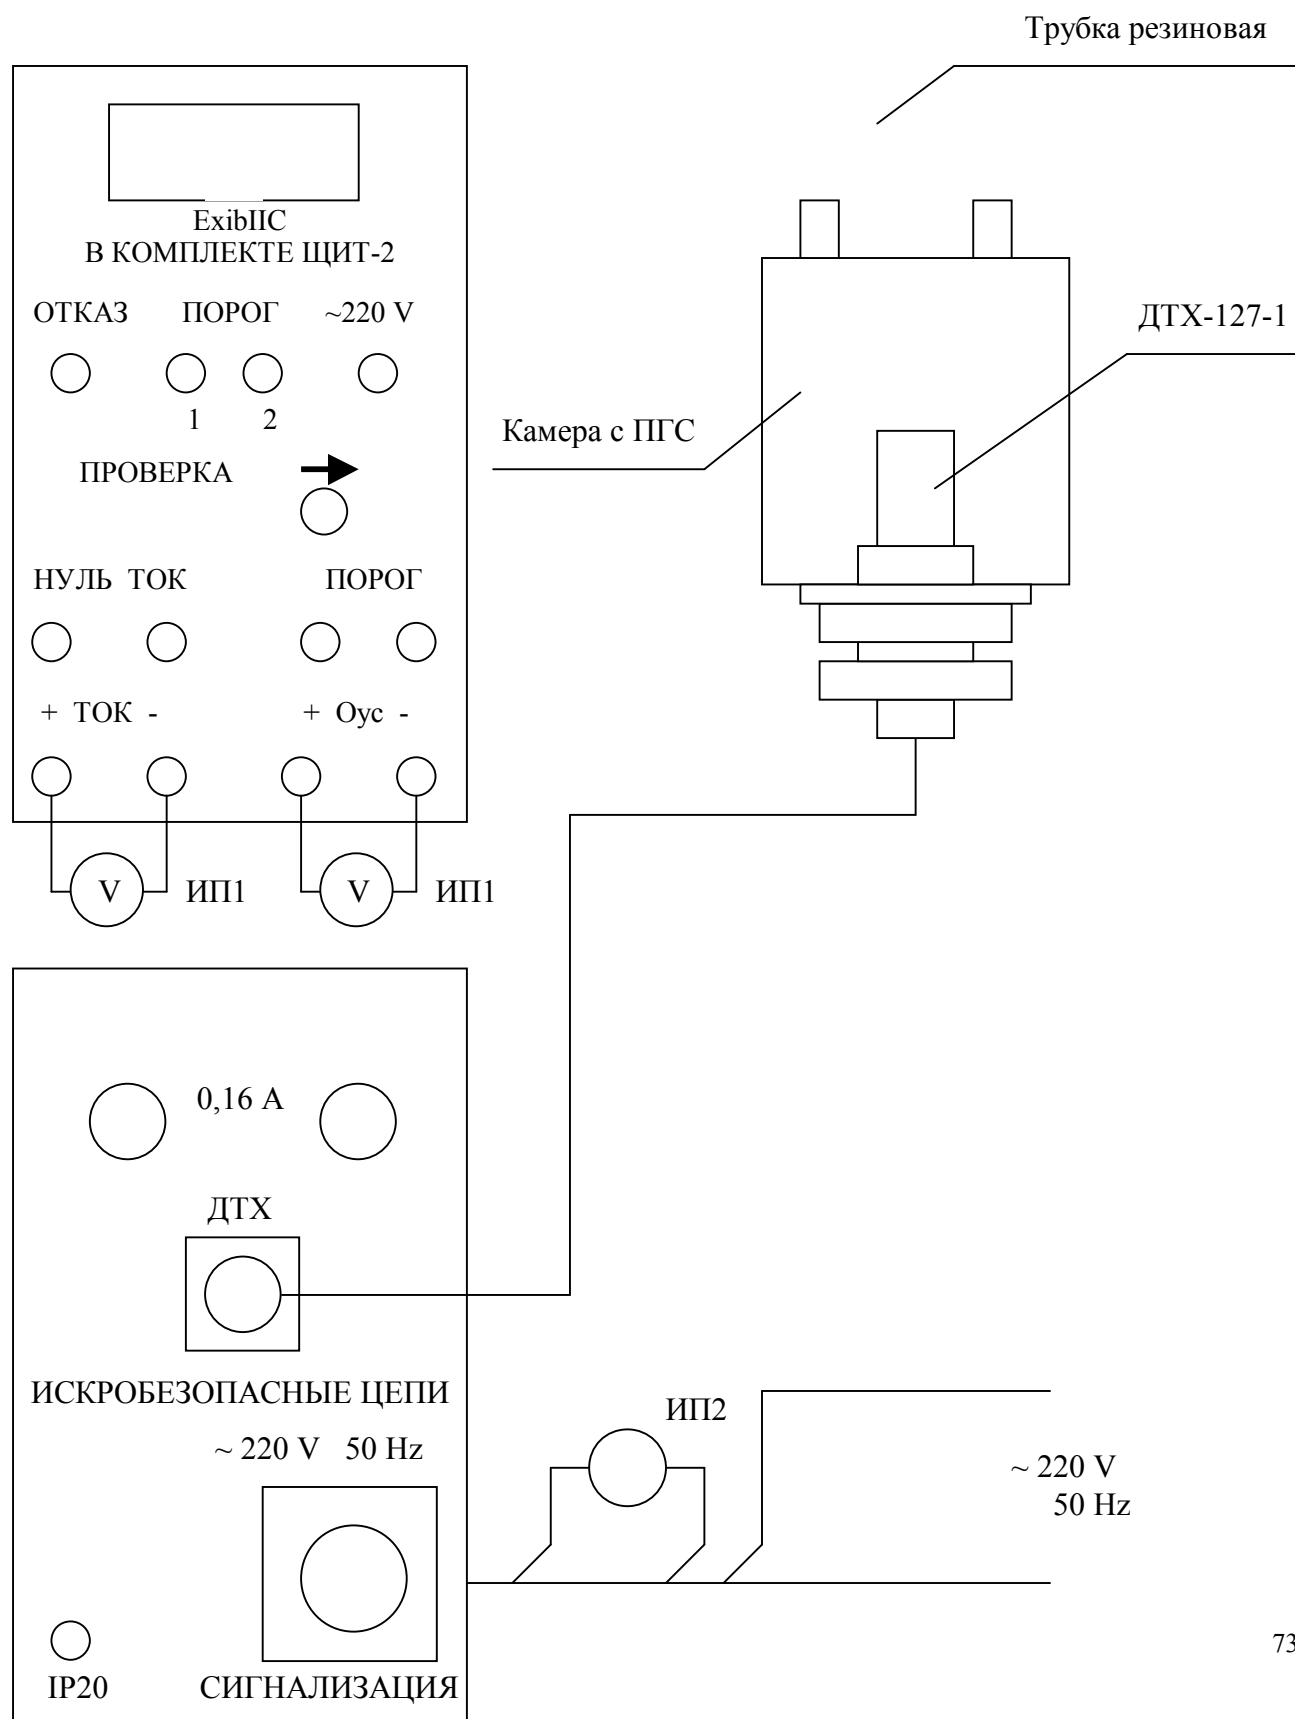 Трубка резиновая
ExibIIC
В КОМПЛЕКТЕ ЩИТ-2
ОТКАЗ ПОРОГ ~220 V
1 2
ПРОВЕРКА
НУЛЬ ТОК ПОРОГ
+ ТОК - + Оус -
V ИП1 V ИП1
ДТХ-127-1
Камера с ПГС
0,16 А
ДТХ
ИСКРОБЕЗОПАСНЫЕ ЦЕПИ
~ 220 V 50 Hz
ИП2
~ 220 V
50 Hz
IP20 СИГНАЛИЗАЦИЯ
73